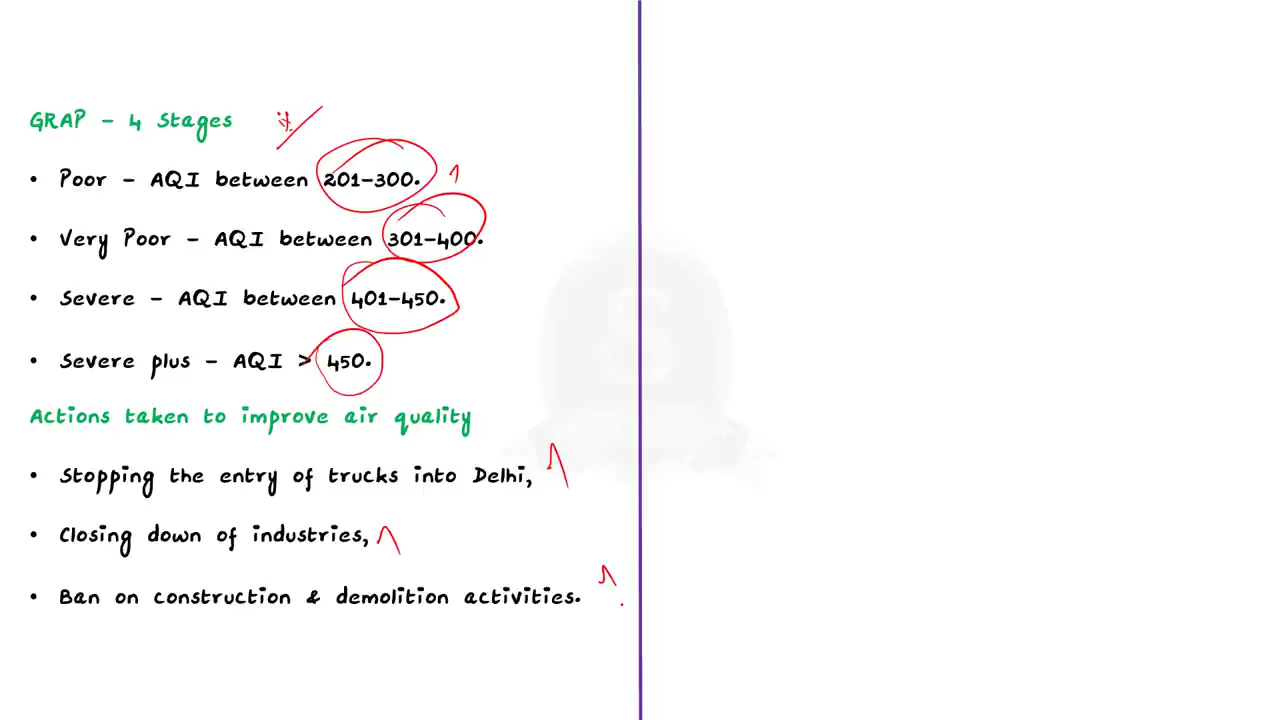 GRAP - 4 Stages
• Poor - AQI between 201-300.
• Very Poor - AQI between 301-400.
• Severe - AQI between 401-450.
• Severe plus - AQI > 450.
Actions taken to improve air quality
• Stopping the entry of trucks into Delhi,
• Closing down of industries,
• Ban on construction & demolition activities.